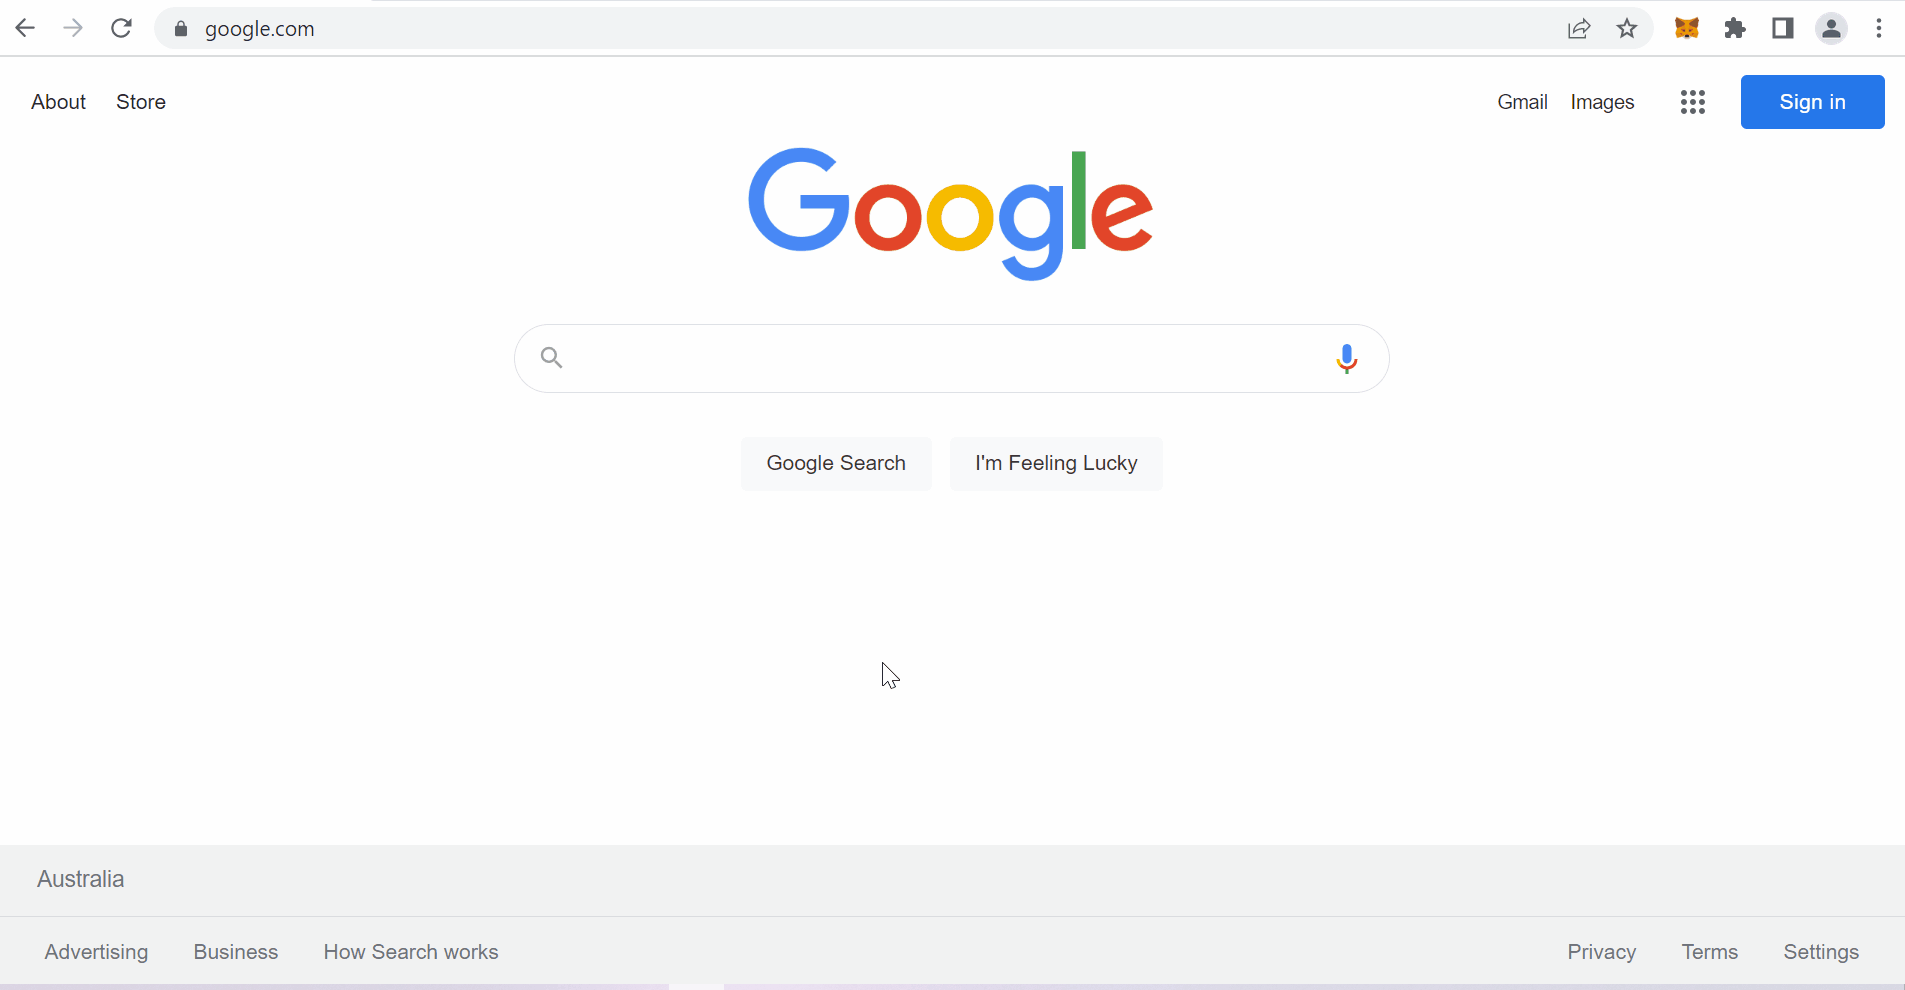 google.com
About Store Gmail Images Sign in
Google
Google Search I'm Feeling Lucky
Australia
Advertising Business How Search works Privacy Terms Settings